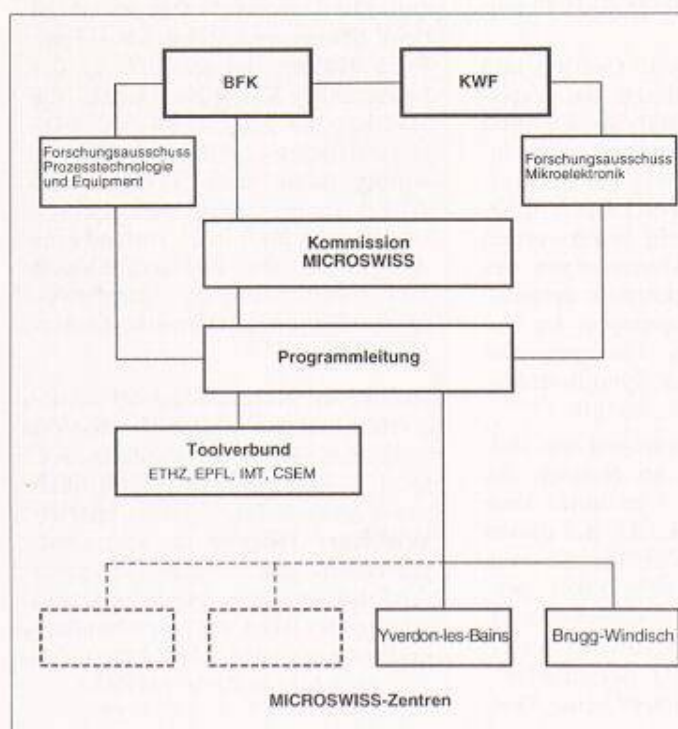 BFK
KWF
Forschungsausschuss
Prozesstechnologie
und Equipment
Forschungsausschuss
Mikroelektronik
Kommission
MICROSWISS
Programmleitung
Toolverbund
ETHZ, EPFL, IMT, CSEM
Yverdon-les-Bains
Brugg-Windisch
MICROSWISS-Zentren